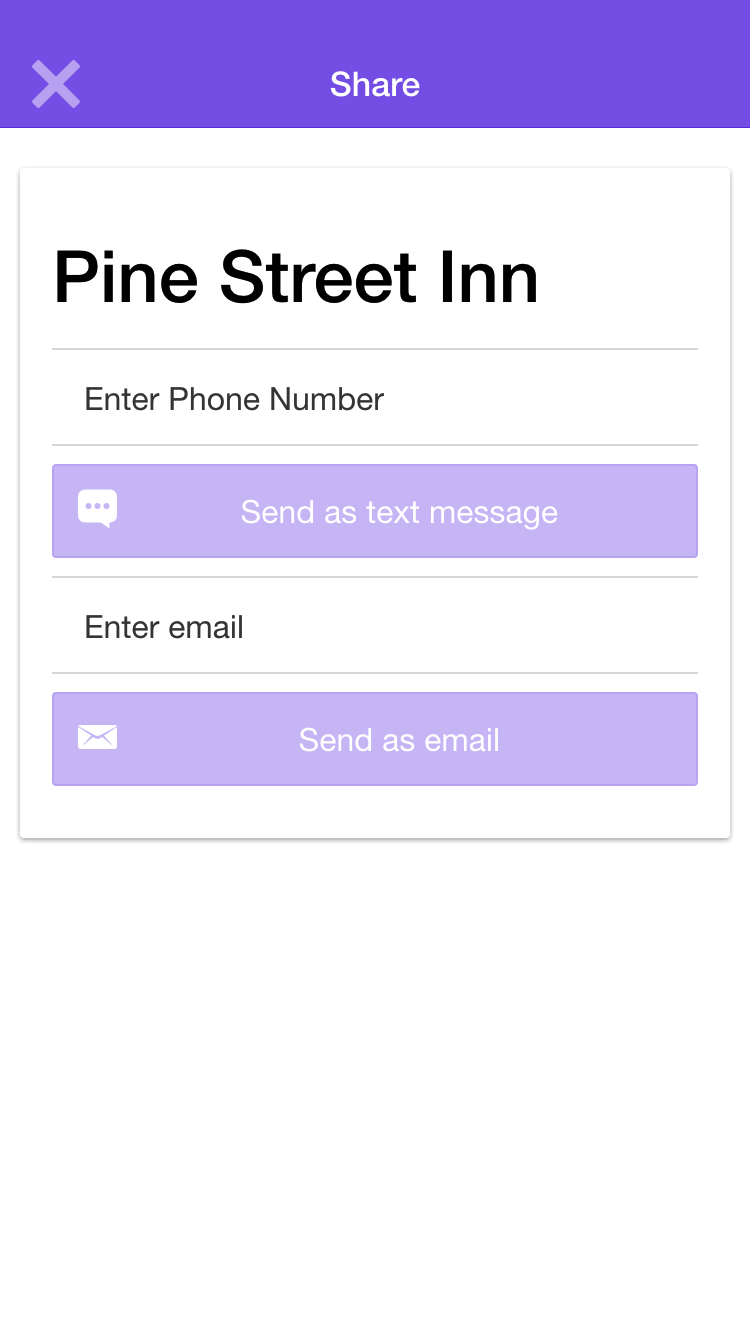 Share
Pine Street Inn
Enter Phone Number
Send as text message
Enter email
Send as email